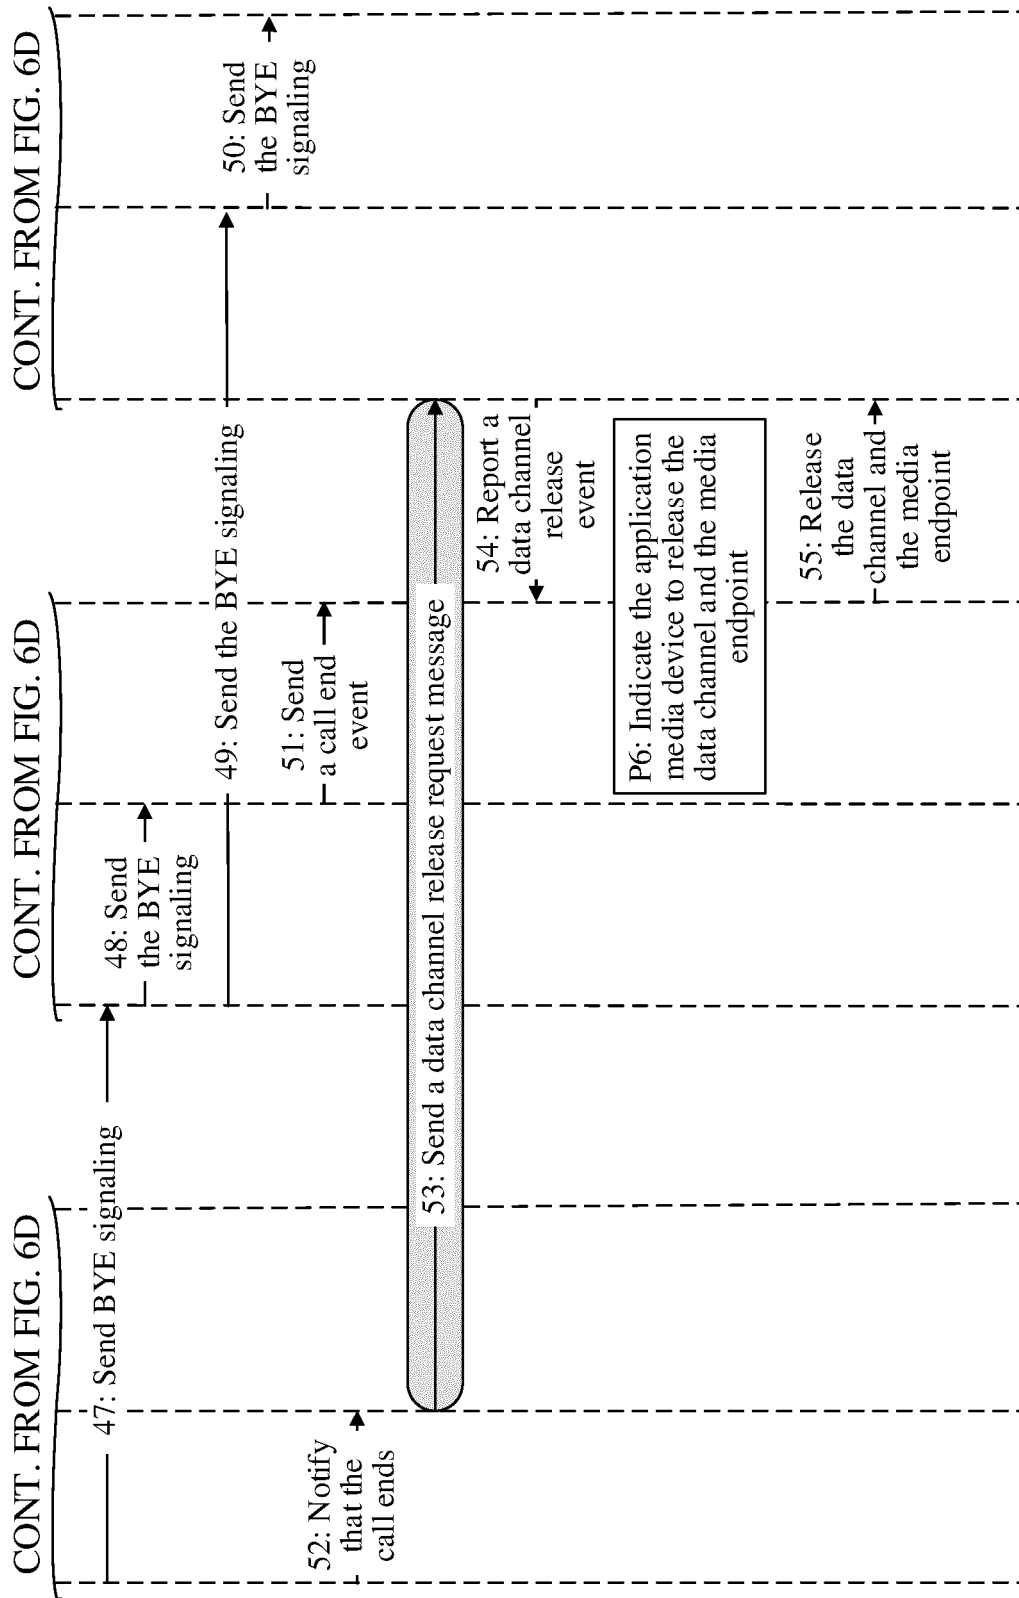 CONT. FROM FIG. 6D
CONT. FROM FIG. 6D
CONT. FROM FIG. 6D
47: Send BYE signaling
48: Send
the BYE
signaling
49: Send the BYE signaling
50: Send
the BYE
signaling
51: Send
a call end
event
52: Notify
that the
call ends
53: Send a data channel release request message
54: Report a
data channel
release
event
P6: Indicate the application
media device to release the
data channel and the media
endpoint
55: Release
the data
channel and
the media
endpoint